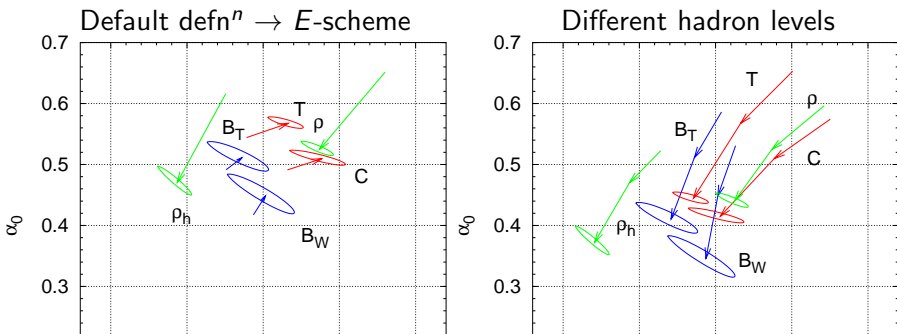 Default defnⁿ → E-scheme
0.7
0.6
0.5
0.4
0.3
α₀
B_T
T
ρ
C
ρ_h
B_W
Different hadron levels
0.7
0.6
0.5
0.4
0.3
α₀
T
ρ
B_T
C
ρ_h
B_W